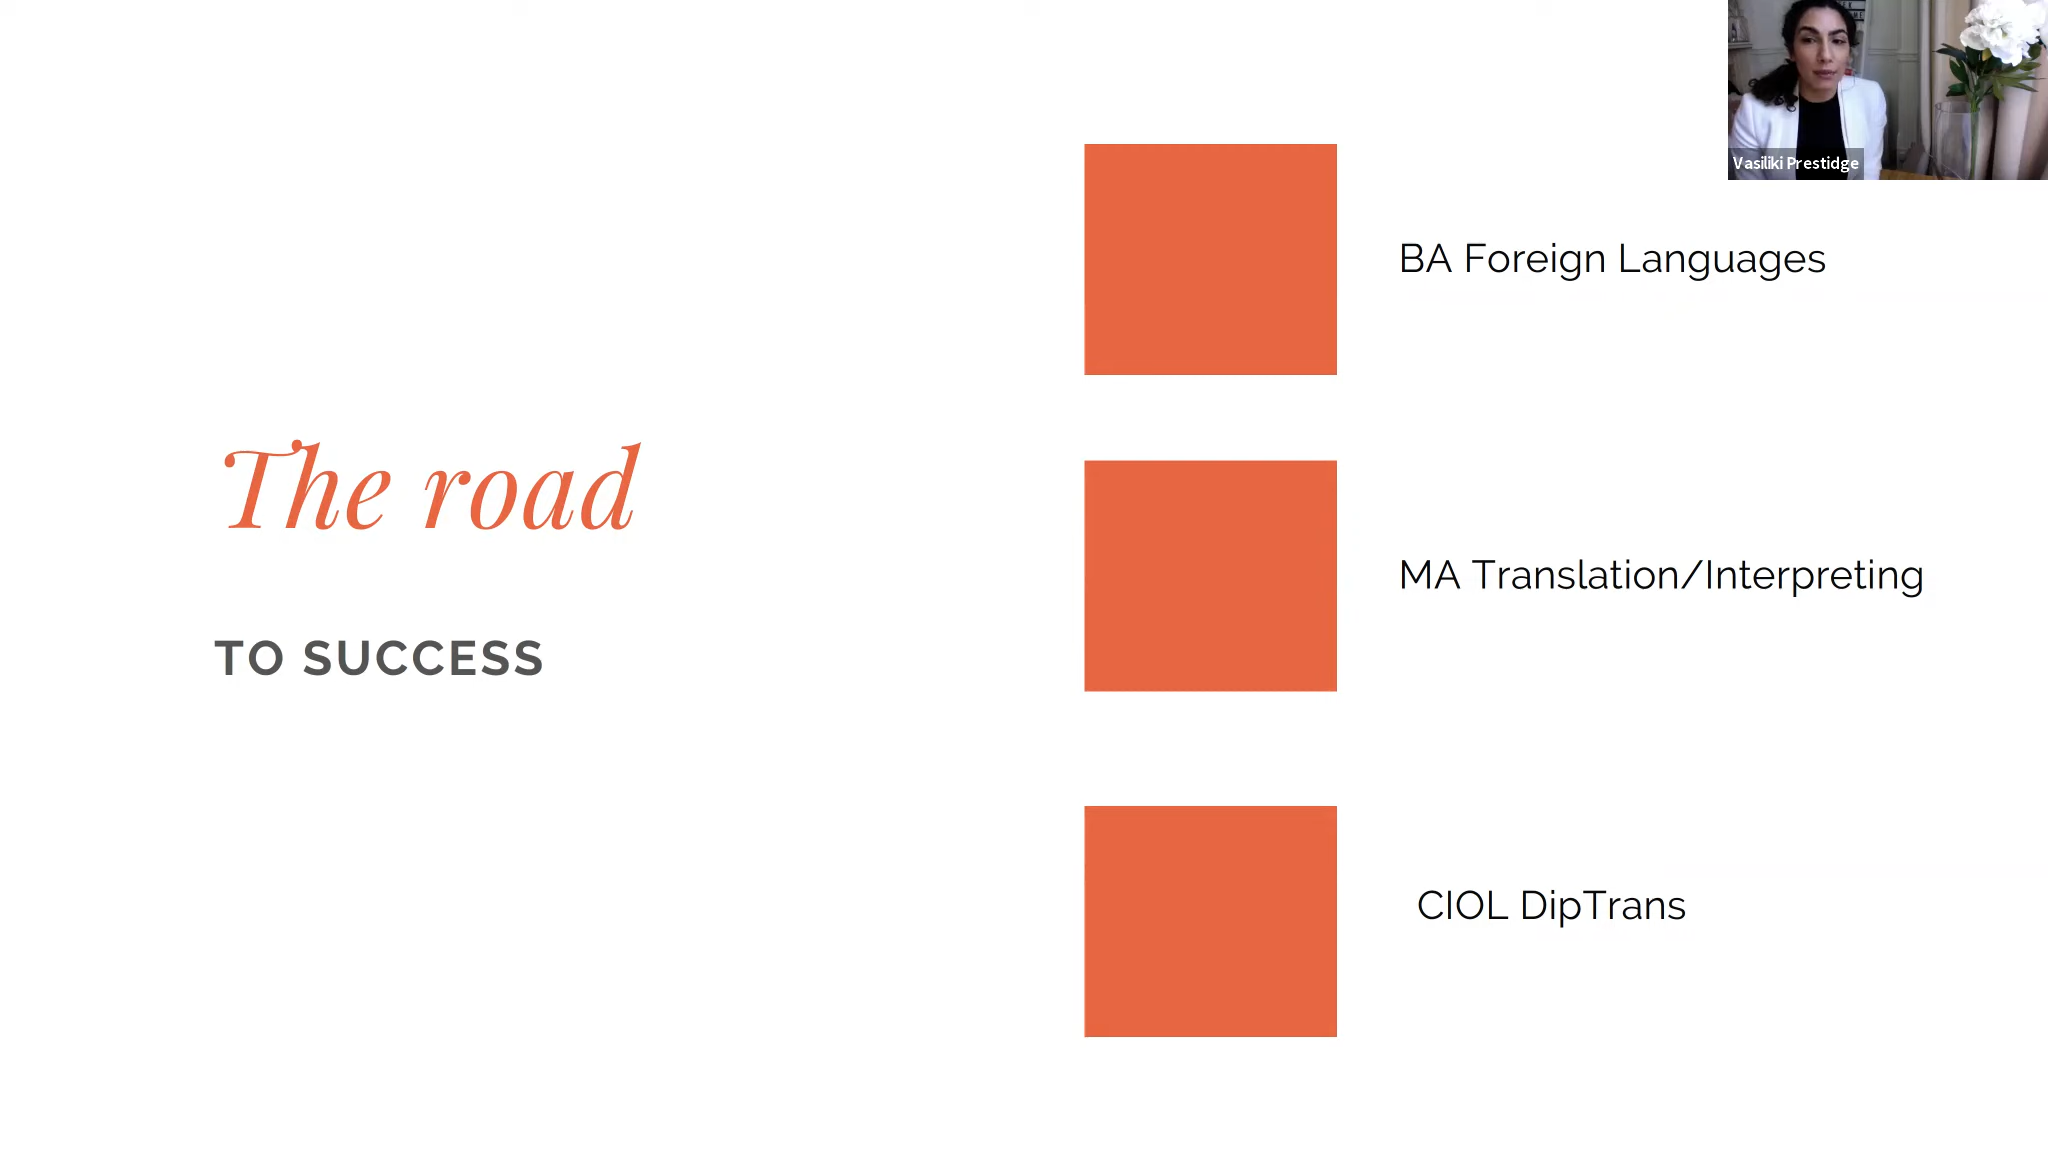 Vasiliki Prestidge
BA Foreign Languages
The road
MA Translation/Interpreting
TO SUCCESS
CIOL DipTrans